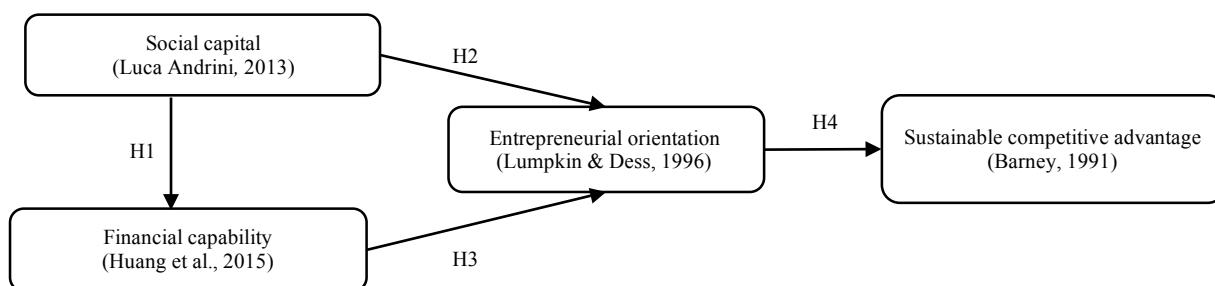 Social capital
(Luca Andrini, 2013)
H2
Entrepreneurial orientation
(Lumpkin & Dess, 1996)
H4
Sustainable competitive advantage
(Barney, 1991)
H1
Financial capability
(Huang et al., 2015)
H3